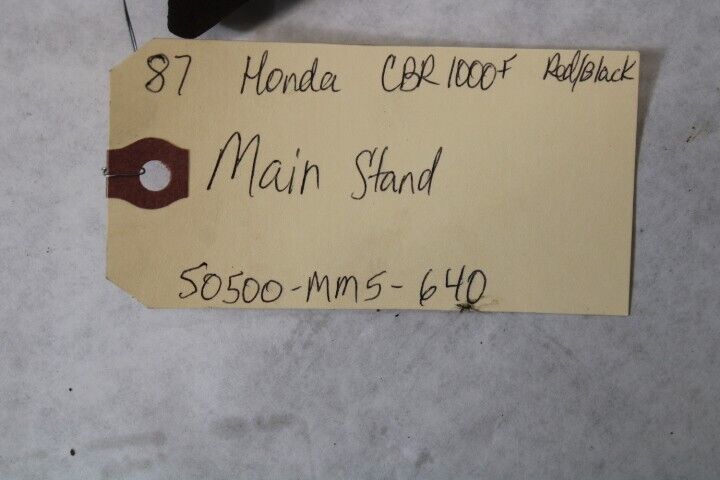 87 Honda CBR1000F Red/Black
Main Stand
50500-MM5-640